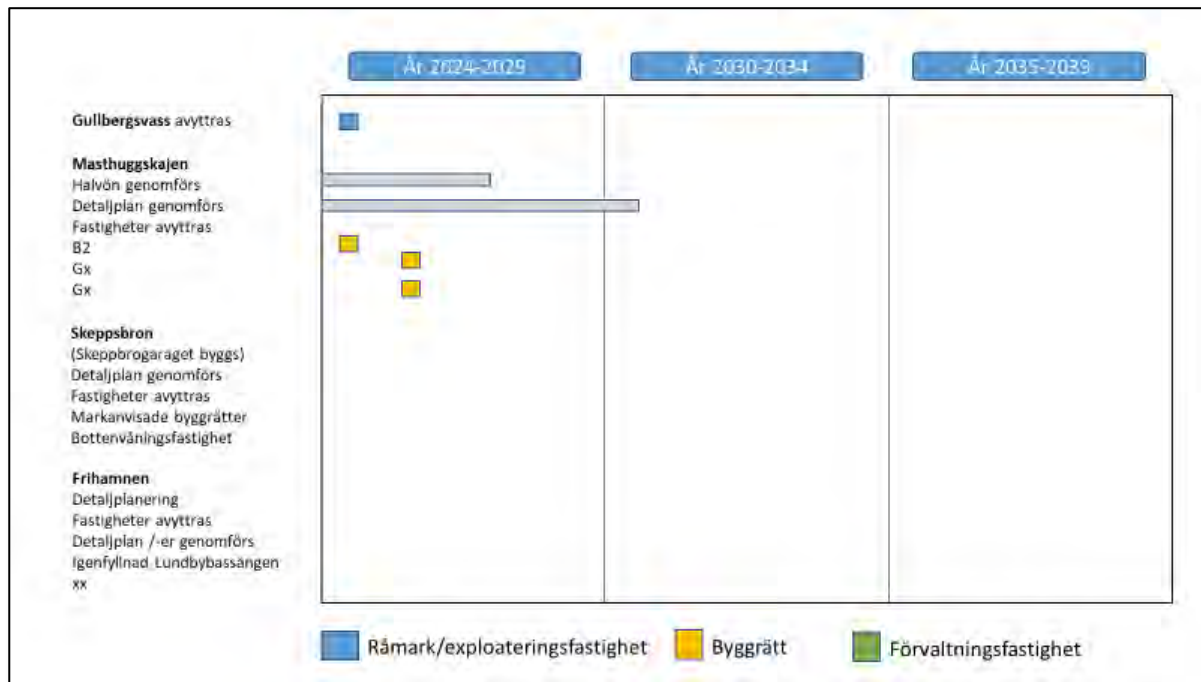 År 2024-2029
År 2030-2034
År 2035-2039
Gullbergsvass avyttras
Masthuggskajen
Halvön genomförs
Detaljplan genomförs
Fastigheter avyttras
B2
Gx
Gx
Skeppsbron
(Skeppbrogaraget byggs)
Detaljplan genomförs
Fastigheter avyttras
Markanvisade byggrätter
Bottenvåningsfastighet
Frihamnen
Detaljplanering
Fastigheter avyttras
Detaljplan /-er genomförs
Igenfyllnad Lundbybassängen
xx
Råmark/exploateringsfastighet
Byggrätt
Förvaltningsfastighet